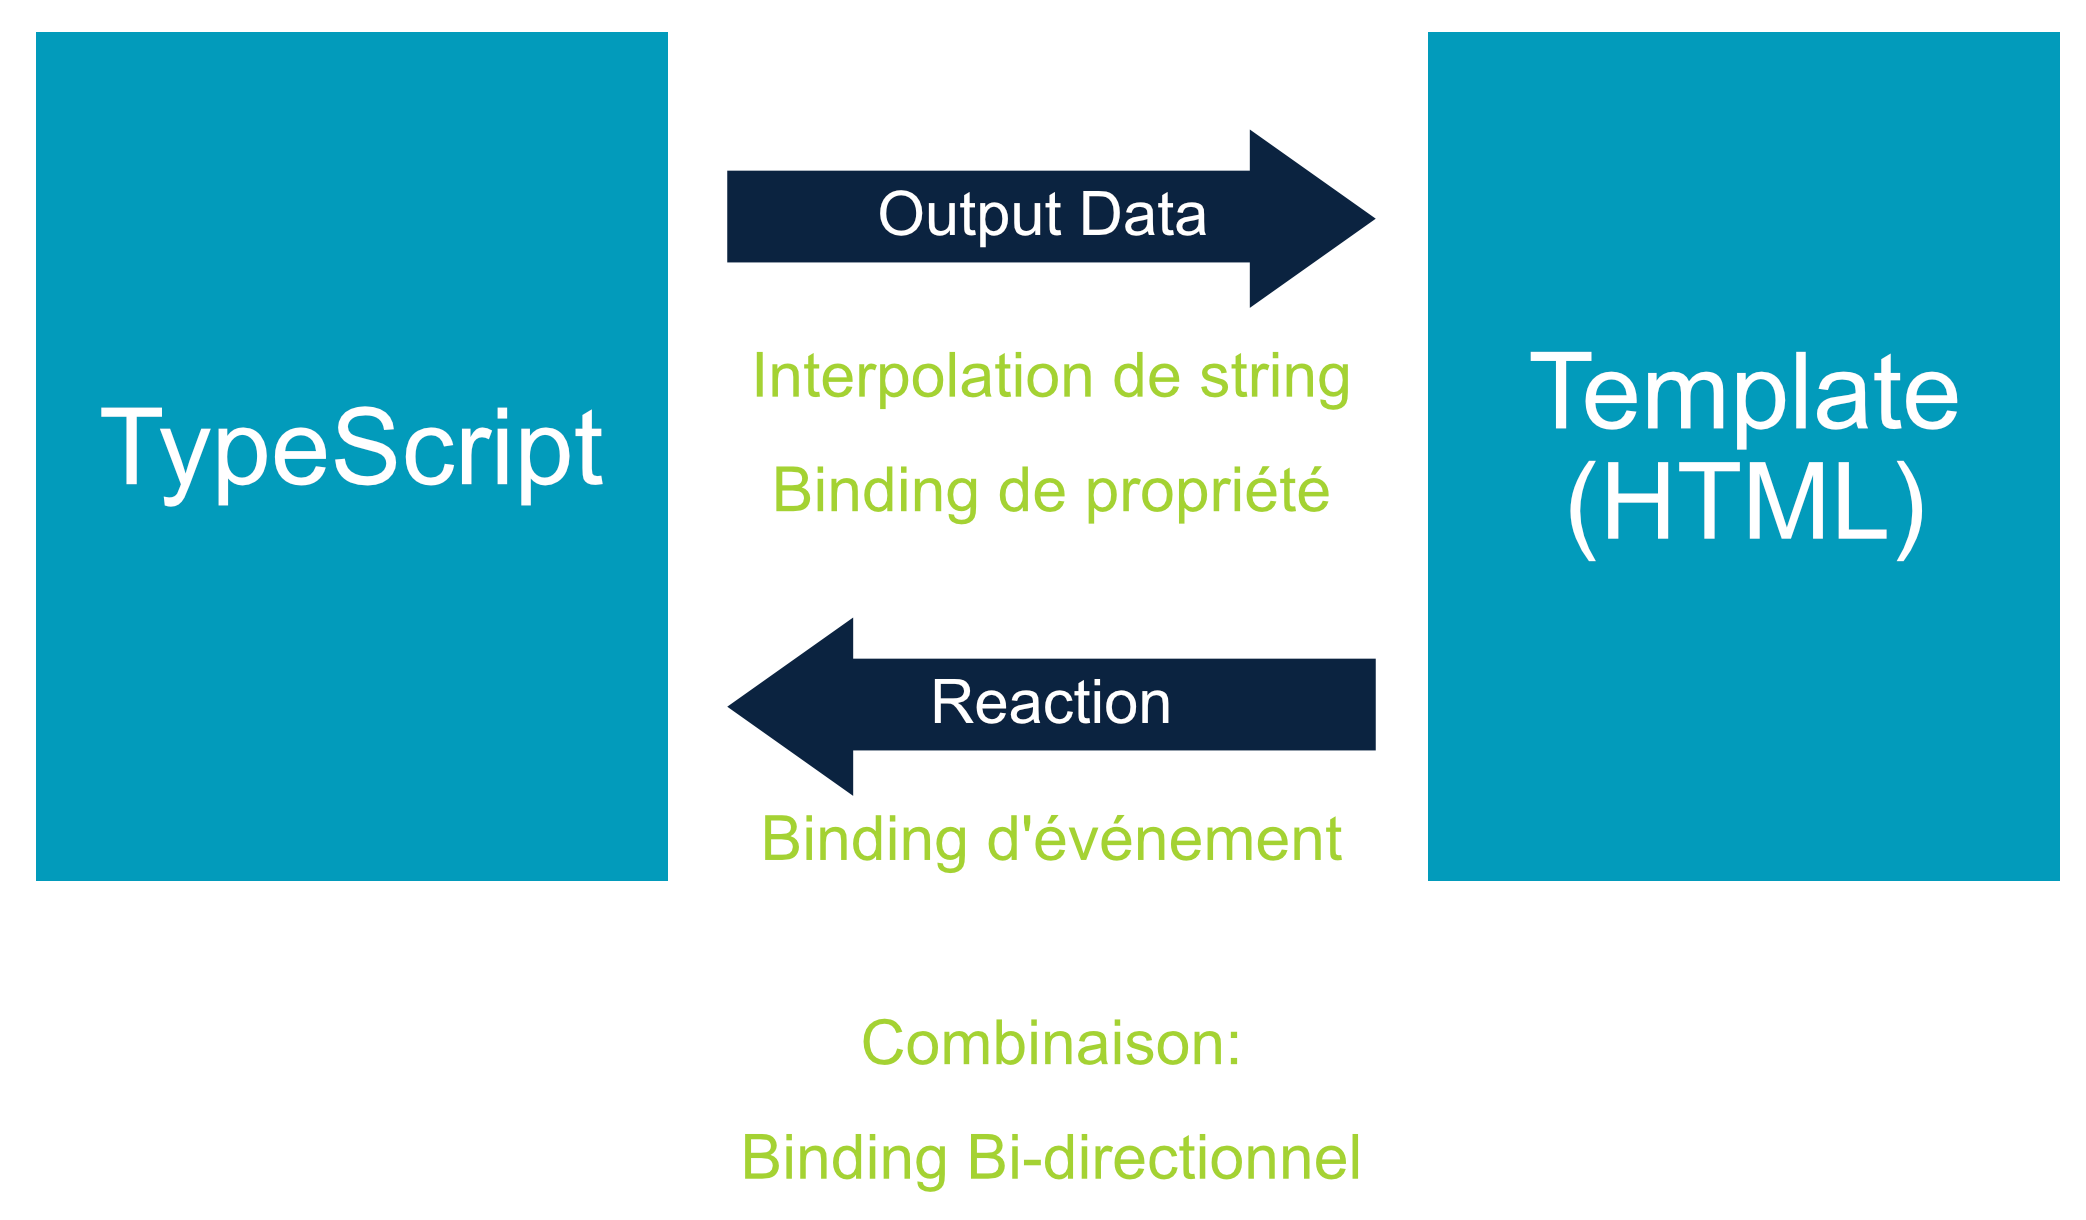 TypeScript
Output Data
Interpolation de string
Binding de propriété
Reaction
Binding d'événement
Template
(HTML)
Combinaison:
Binding Bi-directionnel